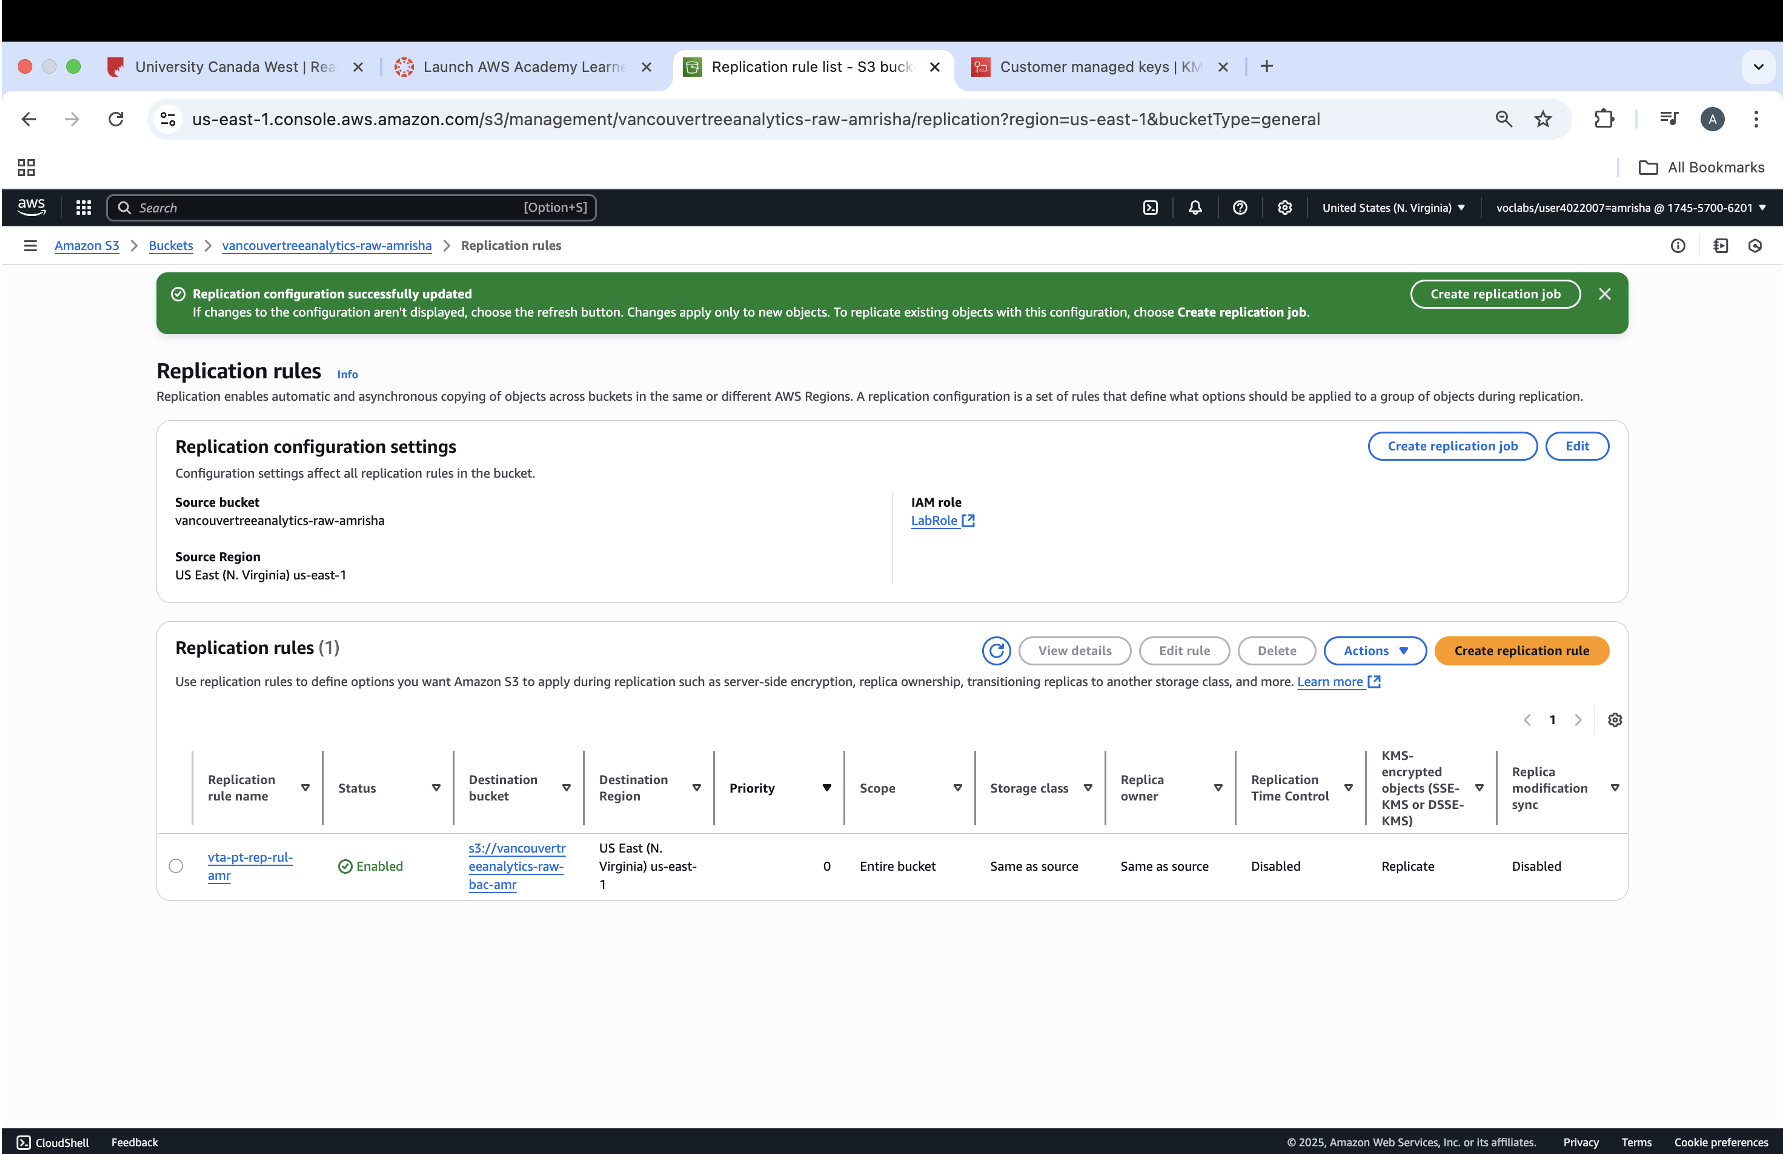 University Canada West | Rea
Launch AWS Academy Learne
Replication rule list - S3 buck
Customer managed keys | KM
us-east-1.console.aws.amazon.com/s3/management/vancouvertreeanalytics-raw-amrisha/replication?region=us-east-1&bucketType=general
A
All Bookmarks
aws
Search
[Option+S]
United States (N. Virginia)
voclabs/user4022007=amrisha @ 1745-5700-6201
Amazon S3 > Buckets > vancouvertreeanalytics-raw-amrisha > Replication rules
Replication configuration successfully updated
If changes to the configuration aren't displayed, choose the refresh button. Changes apply only to new objects. To replicate existing objects with this configuration, choose Create replication job.
Create replication job
Replication rules Info
Replication enables automatic and asynchronous copying of objects across buckets in the same or different AWS Regions. A replication configuration is a set of rules that define what options should be applied to a group of objects during replication.
Replication configuration settings
Create replication job
Edit
Configuration settings affect all replication rules in the bucket.
Source bucket
vancouvertreeanalytics-raw-amrisha
Source Region
US East (N. Virginia) us-east-1
IAM role
LabRole
Replication rules (1)
View details
Edit rule
Delete
Actions
Create replication rule
Use replication rules to define options you want Amazon S3 to apply during replication such as server-side encryption, replica ownership, transitioning replicas to another storage class, and more. Learn more
1
Replication
rule name
Status
Destination
bucket
Destination
Region
Priority
Scope
Storage class
Replica
owner
Replication
Time Control
KMS-
encrypted
objects (SSE-
KMS or DSSE-
KMS)
Replica
modification
sync
vta-pt-rep-rul-
amr
Enabled
s3://vancouvertr
eeanalytics-raw-
bac-amr
US East (N.
Virginia) us-east-
1
0
Entire bucket
Same as source
Same as source
Disabled
Replicate
Disabled
CloudShell
Feedback
© 2025, Amazon Web Services, Inc. or its affiliates.
Privacy
Terms
Cookie preferences